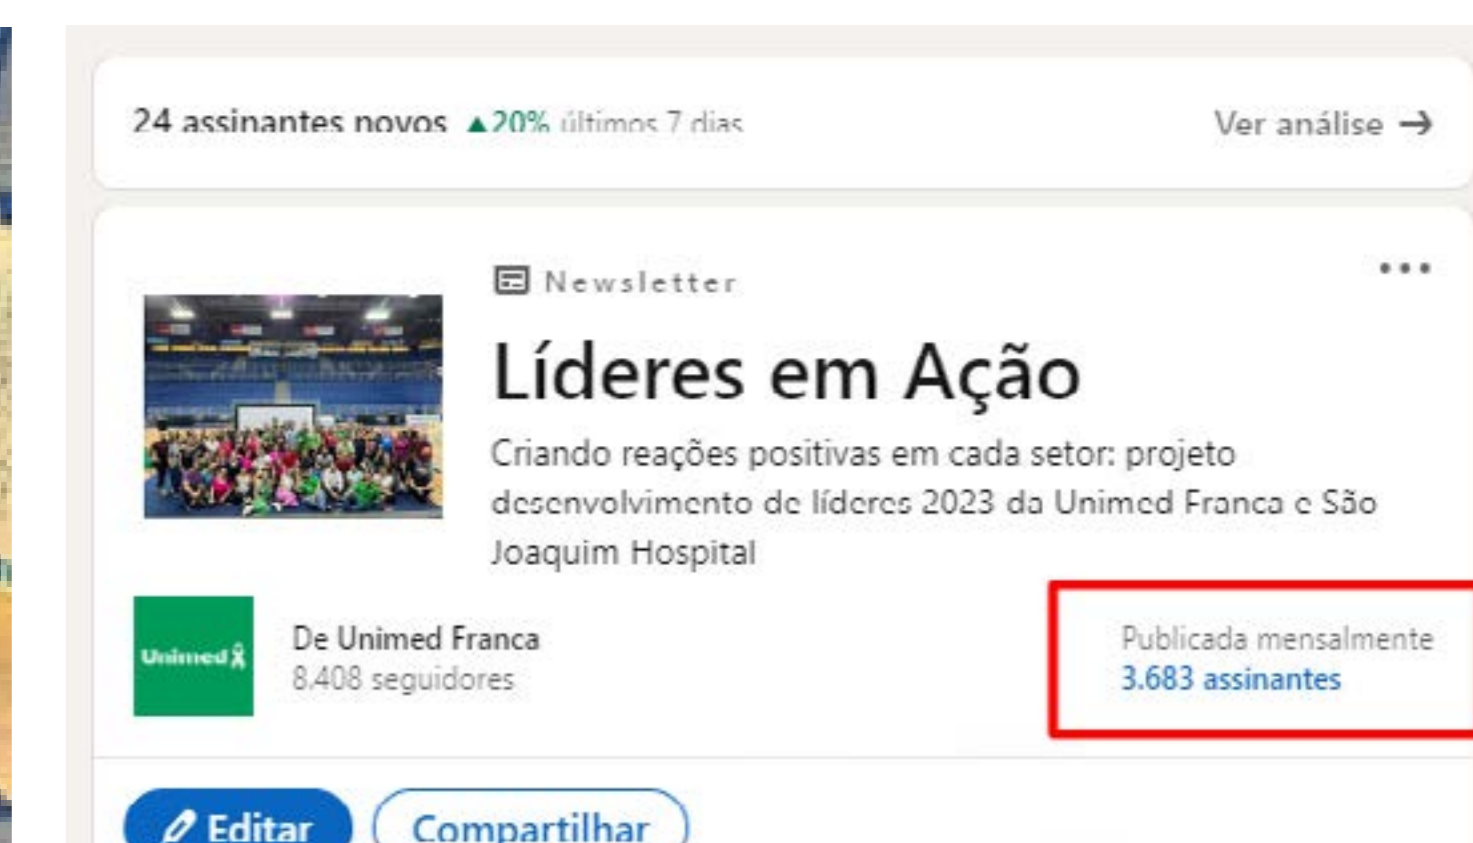 24 assinantes novos ▲20% últimos 7 dias
Ver análise →
Newsletter
Líderes em Ação
Criando reações positivas em cada setor: projeto
desenvolvimento de líderes 2023 da Unimed Franca e São
Joaquim Hospital
Unimed
De Unimed Franca
8.408 seguidores
Publicada mensalmente
3.683 assinantes
Editar
Compartilhar